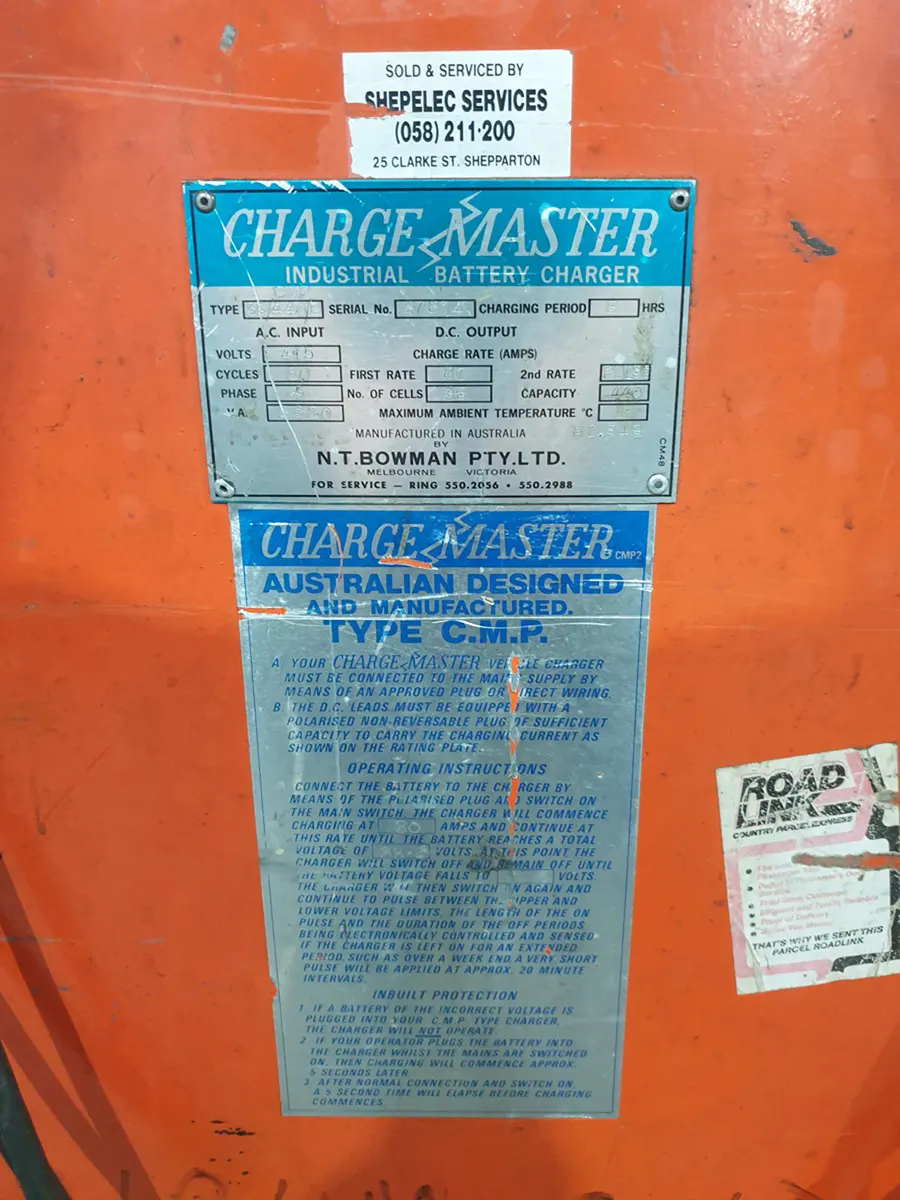 SOLD & SERVICED BY
SHEPELEC SERVICES
(058) 211·200
25 CLARKE ST. SHEPPARTON
CHARGE MASTER
INDUSTRIAL BATTERY CHARGER
TYPE SERIAL No. CHARGING PERIOD HRS
A.C. INPUT D.C. OUTPUT
VOLTS 415 CHARGE RATE (AMPS)
CYCLES FIRST RATE 2nd RATE
PHASE No. OF CELLS CAPACITY 440
V.A. MAXIMUM AMBIENT TEMPERATURE °C
MANUFACTURED IN AUSTRALIA
BY
N.T.BOWMAN PTY.LTD.
MELBOURNE VICTORIA
FOR SERVICE — RING 550.2056 • 550.2988
CM48
CHARGE MASTER CMP2
AUSTRALIAN DESIGNED
AND MANUFACTURED.
TYPE C.M.P.
A. YOUR CHARGE MASTER VEHICLE CHARGER
MUST BE CONNECTED TO THE MAINS SUPPLY BY
MEANS OF AN APPROVED PLUG OR DIRECT WIRING.
B THE D.C. LEADS MUST BE EQUIPPED WITH A
POLARISED NON-REVERSABLE PLUG OF SUFFICIENT
CAPACITY TO CARRY THE CHARGING CURRENT AS
SHOWN ON THE RATING PLATE.
OPERATING INSTRUCTIONS
CONNECT THE BATTERY TO THE CHARGER BY
MEANS OF THE POLARISED PLUG AND SWITCH ON
THE MAIN SWITCH. THE CHARGER WILL COMMENCE
CHARGING AT AMPS AND CONTINUE AT
THIS RATE UNTIL THE BATTERY REACHES A TOTAL
VOLTAGE OF VOLTS. AT THIS POINT THE
CHARGER WILL SWITCH OFF AND REMAIN OFF UNTIL
THE BATTERY VOLTAGE FALLS TO VOLTS.
THE CHARGER WILL THEN SWITCH ON AGAIN AND
CONTINUE TO PULSE BETWEEN THE UPPER AND
LOWER VOLTAGE LIMITS. THE LENGTH OF THE ON
PULSE AND THE DURATION OF THE OFF PERIODS
BEING ELECTRONICALLY CONTROLLED AND SENSED.
IF THE CHARGER IS LEFT ON FOR AN EXTENDED
PERIOD, SUCH AS OVER A WEEK END A VERY SHORT
PULSE WILL BE APPLIED AT APPROX. 20 MINUTE
INTERVALS.
INBUILT PROTECTION
1 IF A BATTERY OF THE INCORRECT VOLTAGE IS
PLUGGED INTO YOUR C.M.P. TYPE CHARGER,
THE CHARGER WILL NOT OPERATE
2. IF YOUR OPERATOR PLUGS THE BATTERY INTO
THE CHARGER WHILST THE MAINS ARE SWITCHED
ON, THEN CHARGING WILL COMMENCE APPROX.
5 SECONDS LATER.
3. AFTER NORMAL CONNECTION AND SWITCH ON,
A 5 SECOND TIME WILL ELAPSE BEFORE CHARGING
COMMENCES.
ROAD
LINK
COUNTRY PARCEL EXPRESS
THAT'S WHY WE SENT THIS
PARCEL ROADLINK